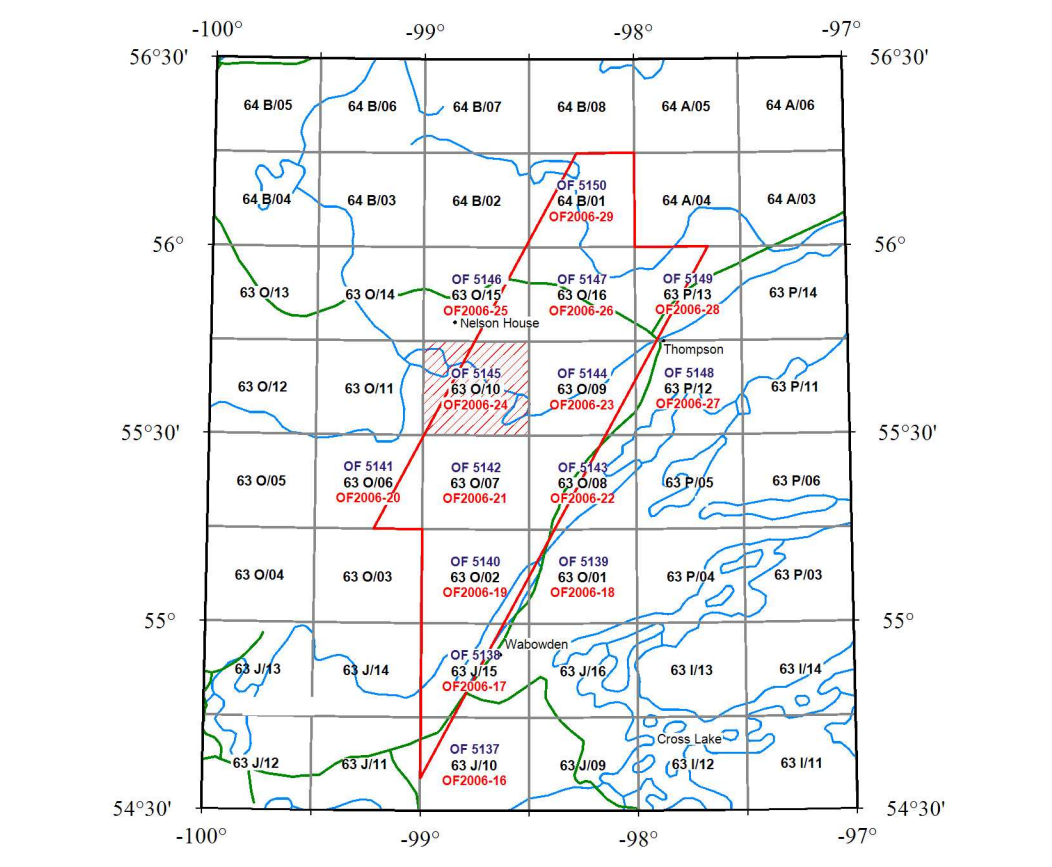 -100° -99° -98° -97°
56°30' 56°30'
64 B/05 64 B/06 64 B/07 64 B/08 64 A/05 64 A/06
OF 5150
64 B/04 64 B/03 64 B/02 64 B/01 64 A/04 64 A/03
OF2006-29
56° 56°
OF 5146 OF 5147 OF 5149
63 O/13 63 O/14 63 O/15 63 O/16 63 P/13 63 P/14
OF2006-25 OF2006-26 OF2006-28
Nelson House
Thompson
OF 5145 OF 5144 OF 5148
63 O/12 63 O/11 63 O/10 63 O/09 63 P/12 63 P/11
OF2006-24 OF2006-23 OF2006-27
55°30' 55°30'
OF 5141 OF 5142 OF 5143
63 O/05 63 O/06 63 O/07 63 O/08 63 P/05 63 P/06
OF2006-20 OF2006-21 OF2006-22
OF 5140 OF 5139
63 O/04 63 O/03 63 O/02 63 O/01 63 P/04 63 P/03
OF2006-19 OF2006-18
55° 55°
Wabowden
OF 5138
63 J/13 63 J/14 63 J/15 63 J/16 63 I/13 63 I/14
OF2006-17
Cross Lake
OF 5137
63 J/12 63 J/11 63 J/10 63 J/09 63 I/12 63 I/11
OF2006-16
54°30' 54°30'
-100° -99° -98° -97°